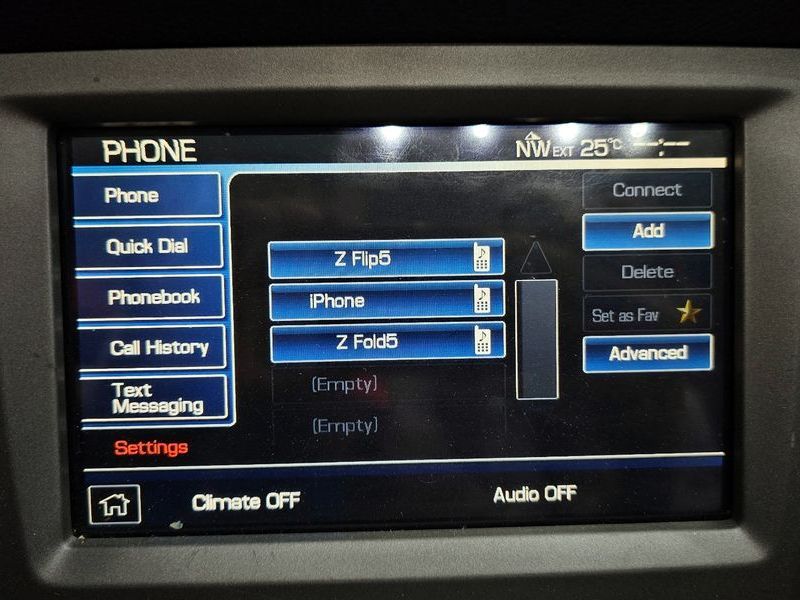 PHONE
NW EXT 25°C --:--
Phone
Quick Dial
Phonebook
Call History
Text
Messaging
Settings
Z Flip5
iPhone
Z Fold5
(Empty)
(Empty)
Connect
Add
Delete
Set as Fav
Advanced
Climate OFF
Audio OFF